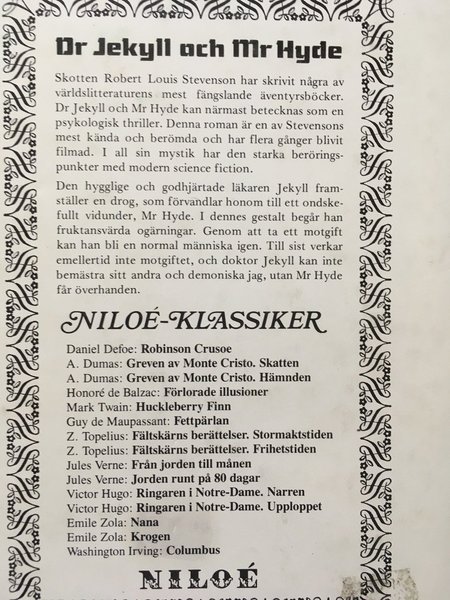 Dr Jekyll och Mr Hyde
Skotten Robert Louis Stevenson har skrivit några av
världslitteraturens mest fängslande äventyrsböcker.
Dr Jekyll och Mr Hyde kan närmast betecknas som en
psykologisk thriller. Denna roman är en av Stevensons
mest kända och berömda och har flera gånger blivit
filmad. I all sin mystik har den starka berörings-
punkter med modern science fiction.
Den hygglige och godhjärtade läkaren Jekyll fram-
ställer en drog, som förvandlar honom till ett ondske-
fullt vidunder, Mr Hyde. I dennes gestalt begår han
fruktansvärda ogärningar. Genom att ta ett motgift
kan han bli en normal människa igen. Till sist verkar
emellertid inte motgiftet, och doktor Jekyll kan inte
bemästra sitt andra och demoniska jag, utan Mr Hyde
får överhanden.
NILOÉ-KLASSIKER
Daniel Defoe: Robinson Crusoe
A. Dumas: Greven av Monte Cristo. Skatten
A. Dumas: Greven av Monte Cristo. Hämnden
Honoré de Balzac: Förlorade illusioner
Mark Twain: Huckleberry Finn
Guy de Maupassant: Fettpärlan
Z. Topelius: Fältskärns berättelser. Stormaktstiden
Z. Topelius: Fältskärns berättelser. Frihetstiden
Jules Verne: Från jorden till månen
Jules Verne: Jorden runt på 80 dagar
Victor Hugo: Ringaren i Notre-Dame. Narren
Victor Hugo: Ringaren i Notre-Dame. Upploppet
Emile Zola: Nana
Emile Zola: Krogen
Washington Irving: Columbus
NILOÉ